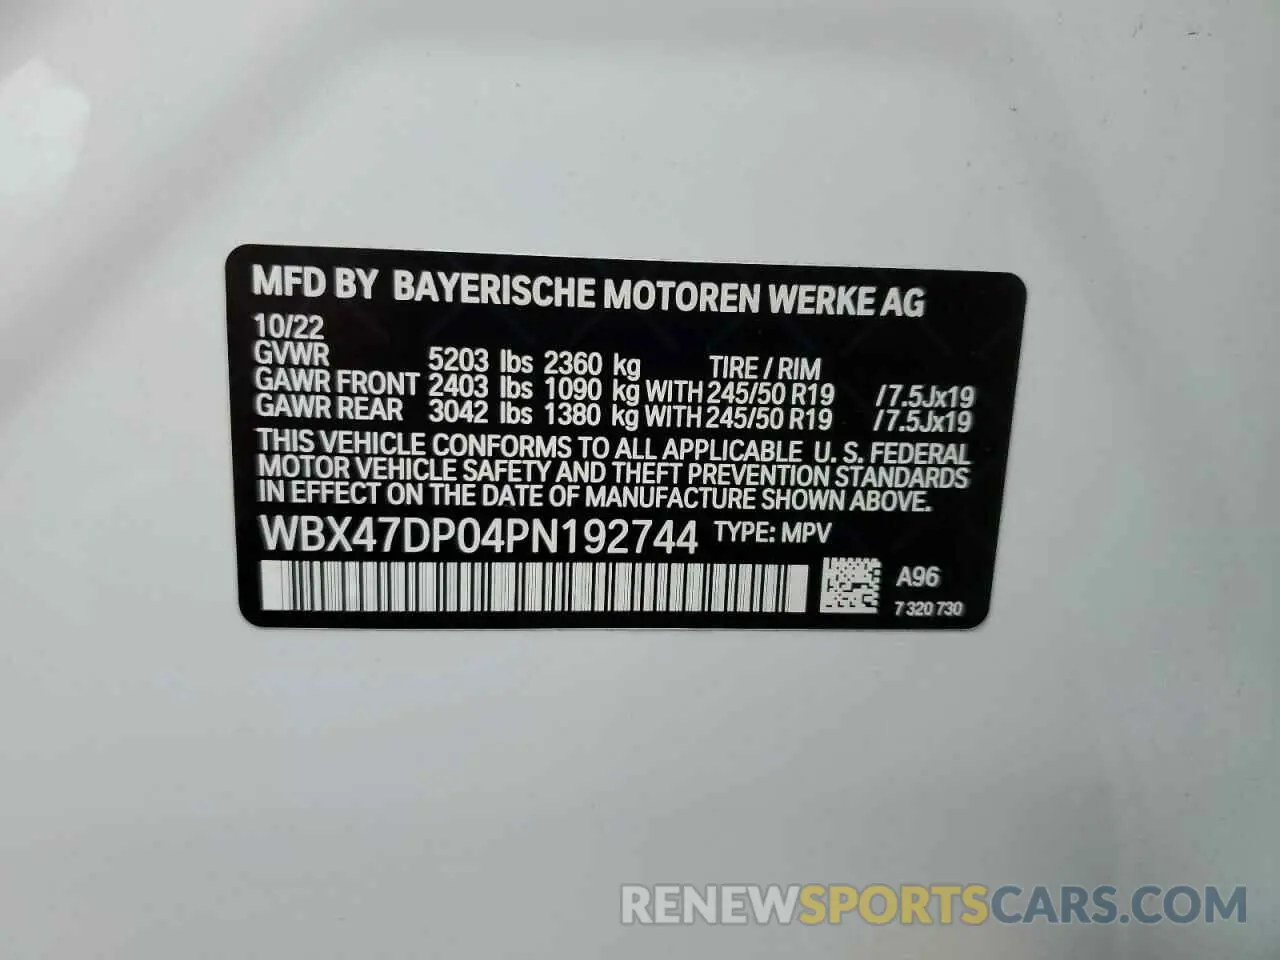 MFD BY BAYERISCHE MOTOREN WERKE AG
10/22
GVWR 5203 lbs 2360 kg TIRE / RIM
GAWR FRONT 2403 lbs 1090 kg WITH 245/50 R19 /7.5Jx19
GAWR REAR 3042 lbs 1380 kg WITH 245/50 R19 /7.5Jx19
THIS VEHICLE CONFORMS TO ALL APPLICABLE U. S. FEDERAL
MOTOR VEHICLE SAFETY AND THEFT PREVENTION STANDARDS
IN EFFECT ON THE DATE OF MANUFACTURE SHOWN ABOVE.
WBX47DP04PN192744 TYPE: MPV
A96
7 320 730
RENEWSPORTSCARS.COM